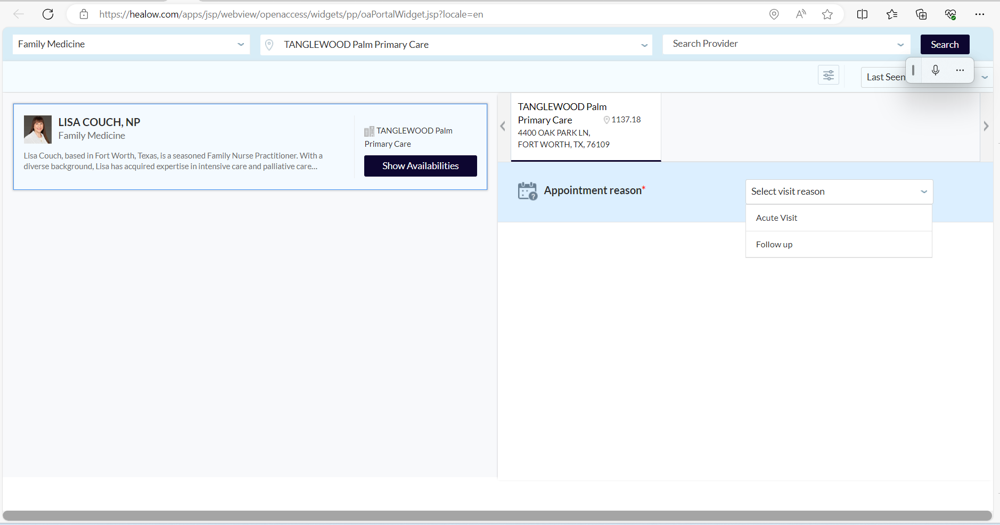 https://healow.com/apps/jsp/webview/openaccess/widgets/pp/oaPortalWidget.jsp?locale=en
Family Medicine
TANGLEWOOD Palm Primary Care
Search Provider
Search
Last Seen
LISA COUCH, NP
Family Medicine
Lisa Couch, based in Fort Worth, Texas, is a seasoned Family Nurse Practitioner. With a
diverse background, Lisa has acquired expertise in intensive care and palliative care...
TANGLEWOOD Palm
Primary Care
Show Availabilities
TANGLEWOOD Palm
Primary Care 1137.18
4400 OAK PARK LN,
FORT WORTH, TX, 76109
Appointment reason*
Select visit reason
Acute Visit
Follow up